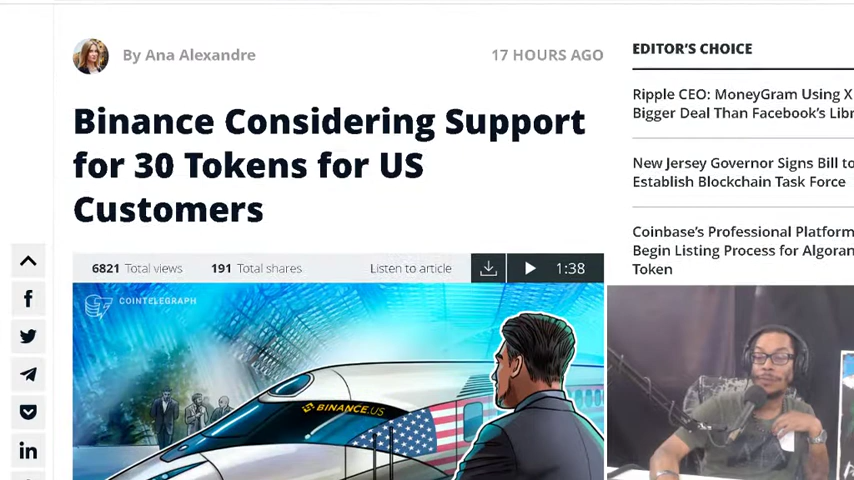 By Ana Alexandre
17 HOURS AGO
Binance Considering Support
for 30 Tokens for US
Customers
6821 Total views
191 Total shares
Listen to article
1:38
COINTELEGRAPH
BINANCE.US
EDITOR'S CHOICE
Ripple CEO: MoneyGram Using X
Bigger Deal Than Facebook's Libr
New Jersey Governor Signs Bill to
Establish Blockchain Task Force
Coinbase's Professional Platform
Begin Listing Process for Algoran
Token